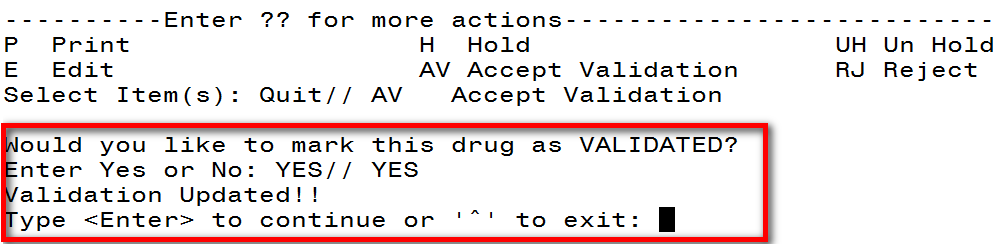 ----------Enter ?? for more actions---------------------------
P  Print                  H  Hold                    UH Un Hold
E  Edit                   AV Accept Validation       RJ Reject
Select Item(s): Quit// AV   Accept Validation
Would you like to mark this drug as VALIDATED?
Enter Yes or No: YES// YES
Validation Updated!!
Type <Enter> to continue or '^' to exit: